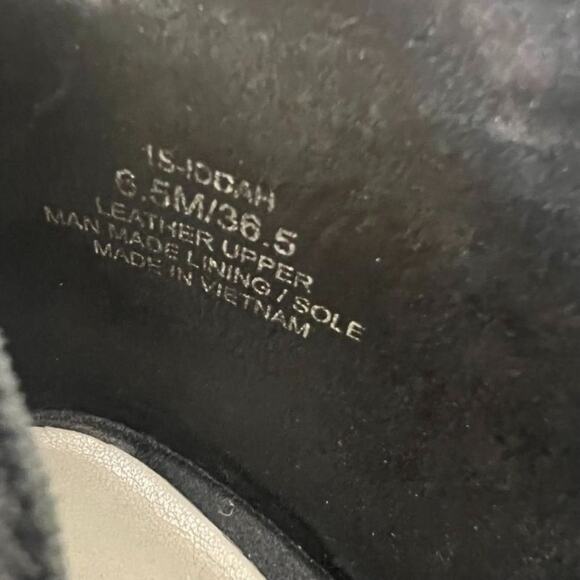 1S-IODAH
6.5M/36.5
LEATHER UPPER
MAN MADE LINING / SOLE
MADE IN VIETNAM